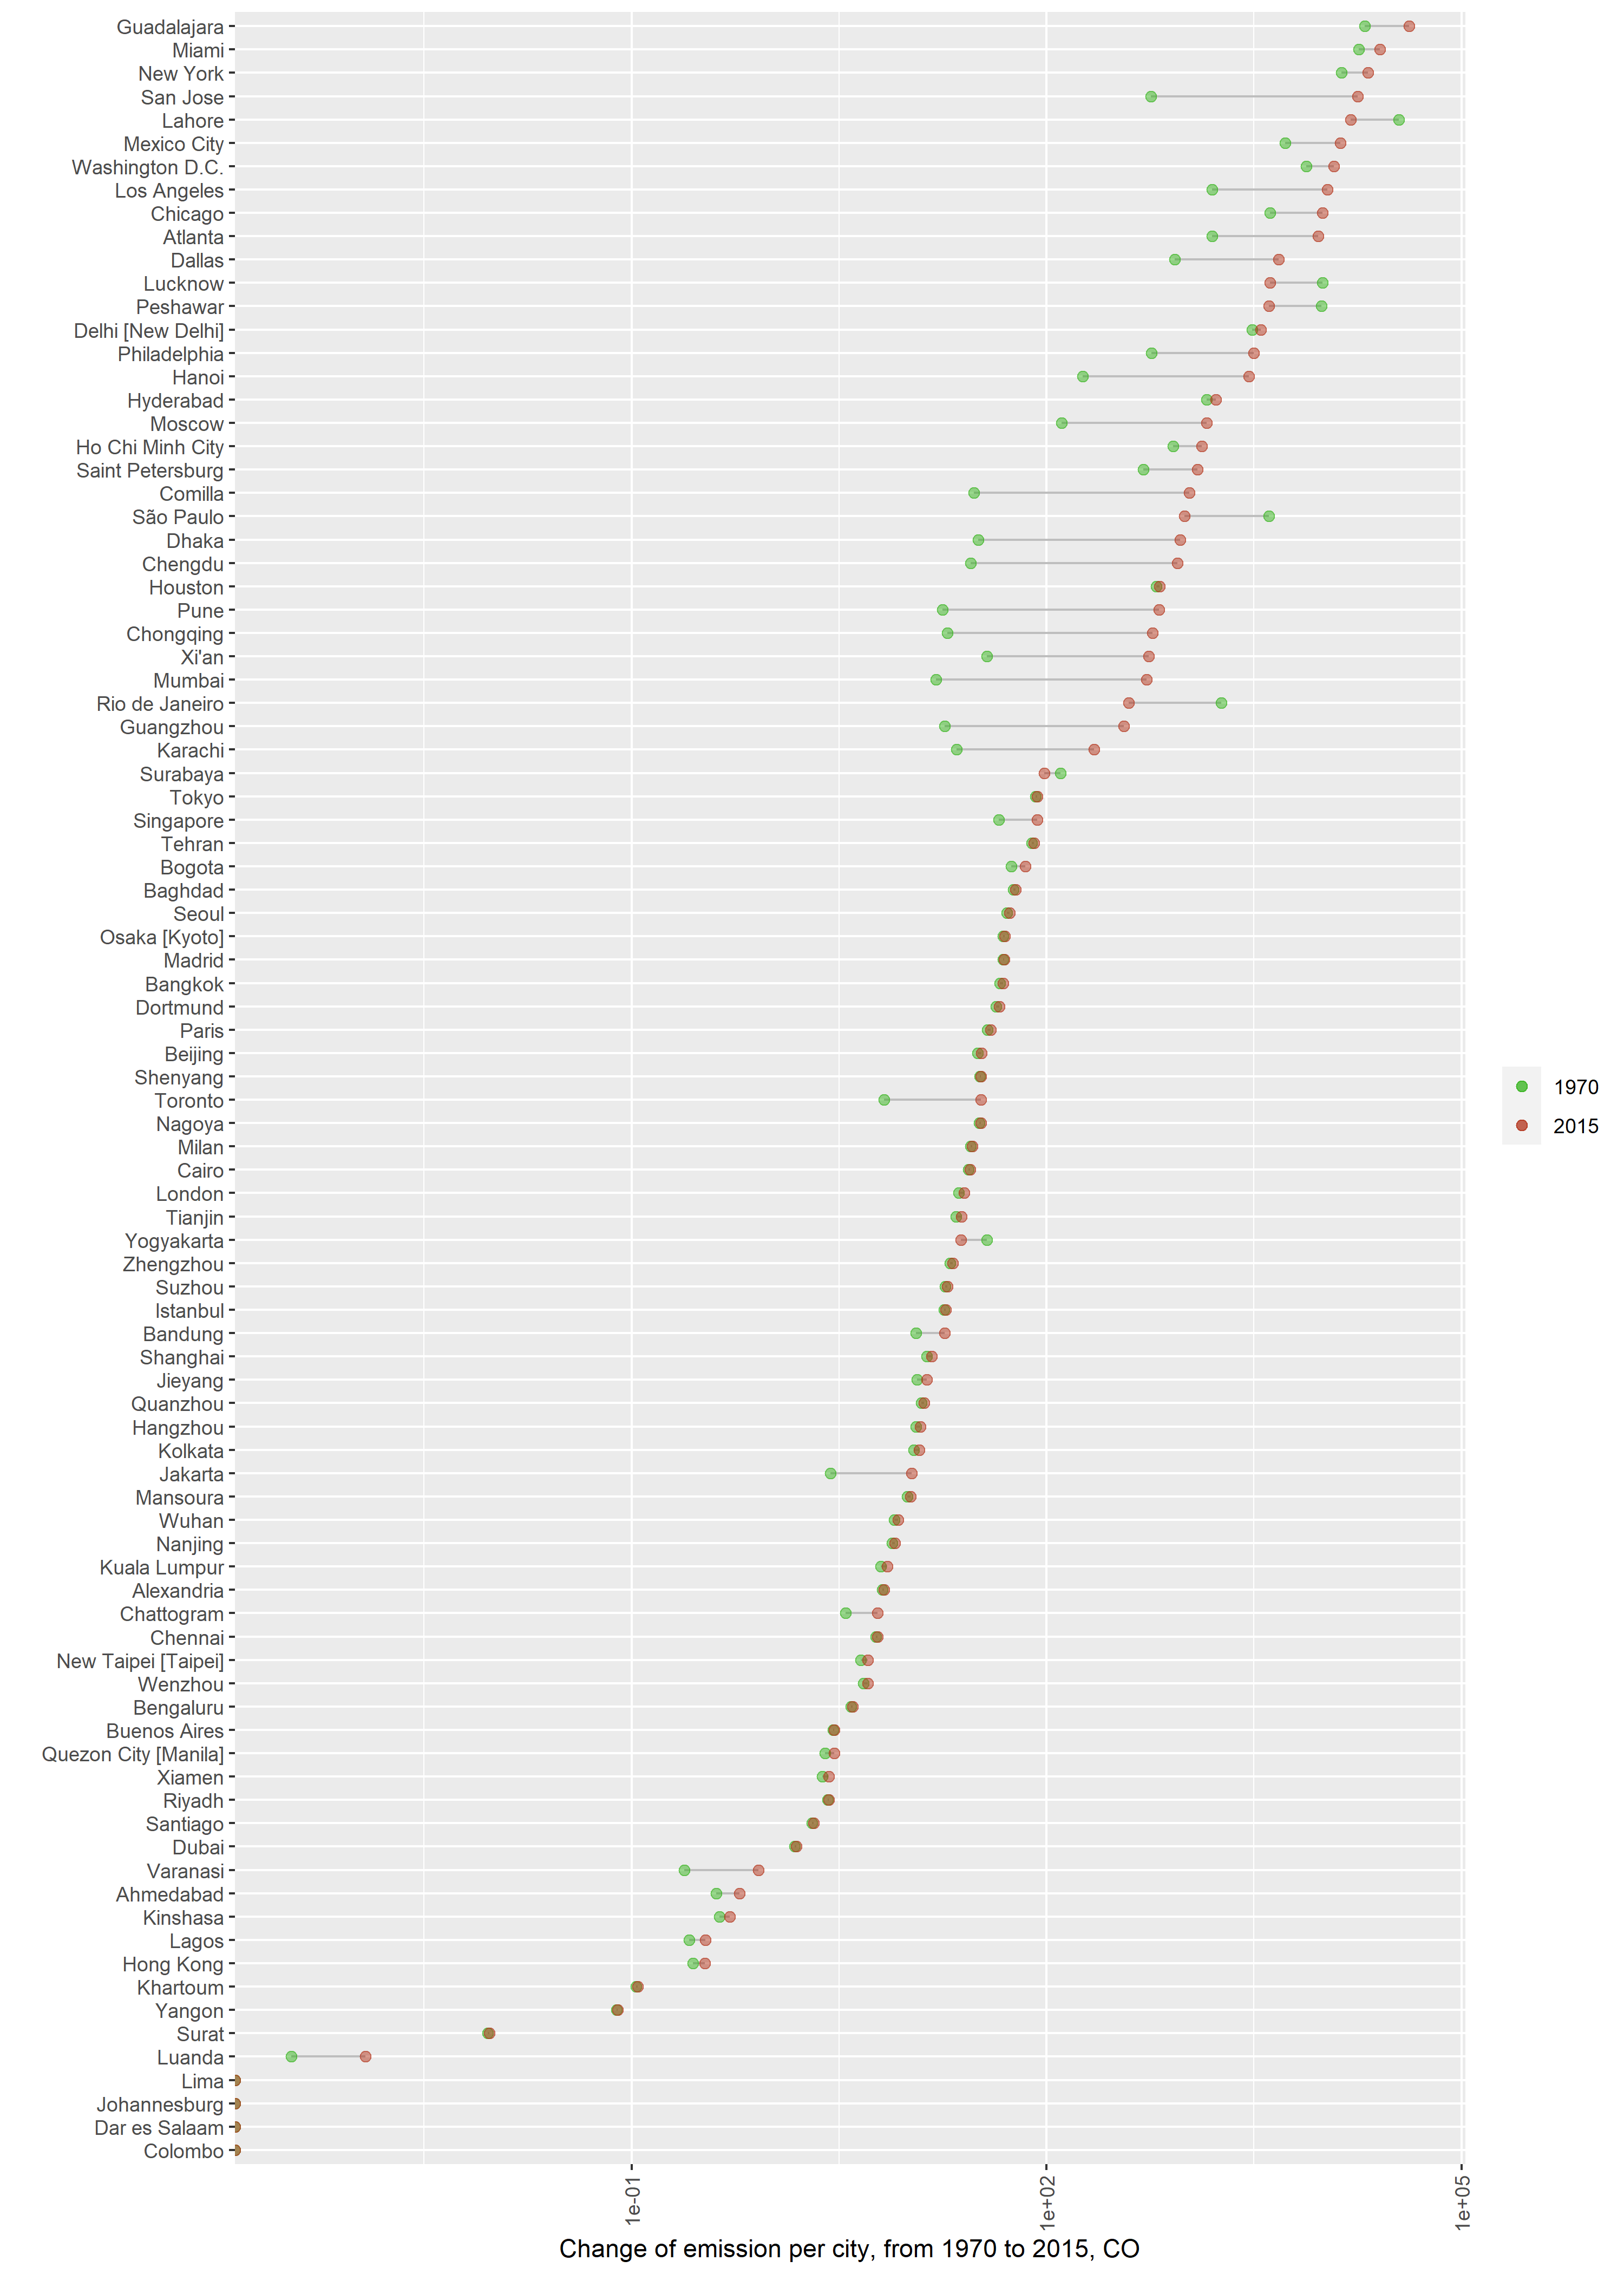 Guadalajara
Miami
New York
San Jose
Lahore
Mexico City
Washington D.C.
Los Angeles
Chicago
Atlanta
Dallas
Lucknow
Peshawar
Delhi [New Delhi]
Philadelphia
Hanoi
Hyderabad
Moscow
Ho Chi Minh City
Saint Petersburg
Comilla
São Paulo
Dhaka
Chengdu
Houston
Pune
Chongqing
Xi'an
Mumbai
Rio de Janeiro
Guangzhou
Karachi
Surabaya
Tokyo
Singapore
Tehran
Bogota
Baghdad
Seoul
Osaka [Kyoto]
Madrid
Bangkok
Dortmund
Paris
Beijing
Shenyang
Toronto
Nagoya
Milan
Cairo
London
Tianjin
Yogyakarta
Zhengzhou
Suzhou
Istanbul
Bandung
Shanghai
Jieyang
Quanzhou
Hangzhou
Kolkata
Jakarta
Mansoura
Wuhan
Nanjing
Kuala Lumpur
Alexandria
Chattogram
Chennai
New Taipei [Taipei]
Wenzhou
Bengaluru
Buenos Aires
Quezon City [Manila]
Xiamen
Riyadh
Santiago
Dubai
Varanasi
Ahmedabad
Kinshasa
Lagos
Hong Kong
Khartoum
Yangon
Surat
Luanda
Lima
Johannesburg
Dar es Salaam
Colombo
1e-01
1e+02
1e+05
Change of emission per city, from 1970 to 2015, CO
1970
2015